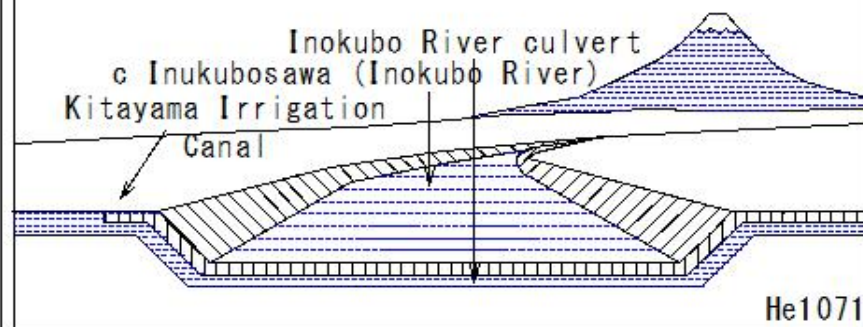 Inokubo River culvert
c Inukubosawa (Inokubo River)
Kitayama Irrigation
Canal
He1071